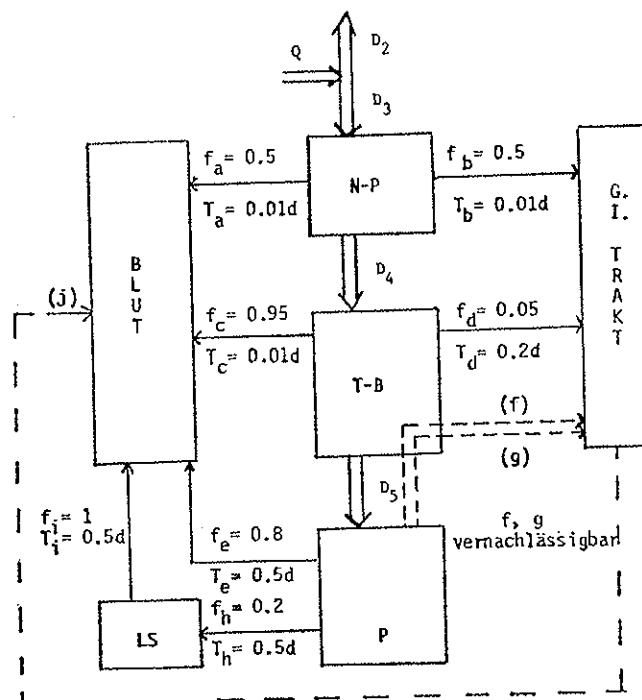 Q
D2
D3
N-P
fa= 0.5
Ta= 0.01d
fb= 0.5
Tb= 0.01d
BLUT
G.I. TRAKT
D4
(j)
fc= 0.95
Tc= 0.01d
T-B
fd= 0.05
Td= 0.2d
(f)
(g)
D5
f, g
vernachlässigbar
fi= 1
Ti= 0.5d
fe= 0.8
Te= 0.5d
fh= 0.2
Th= 0.5d
LS
P